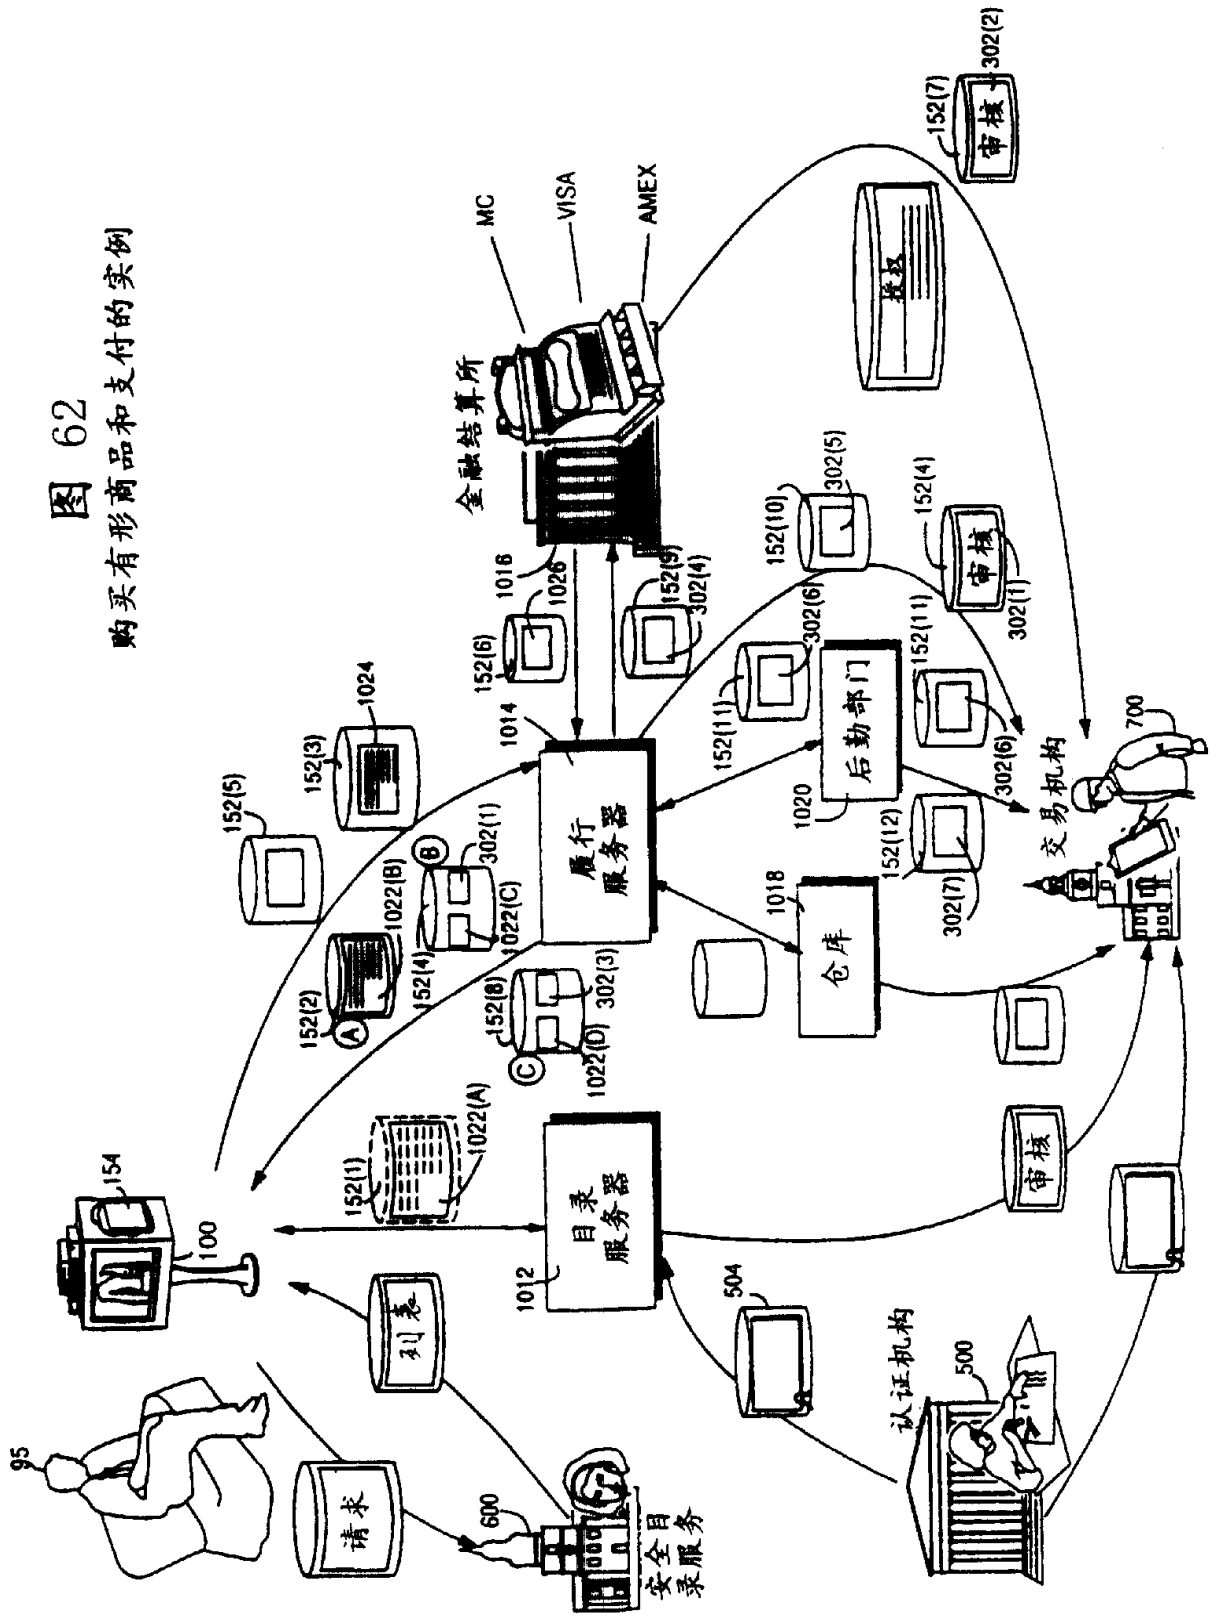 图 62
购买有形商品和支付的实例
95
154
100
请求
列表
600
安全目
录服务
152(1)
1022(A)
1012
目录
服务器
504
认证机构
500
152(5)
152(3)
1024
152(2)
A
1022(B)
152(4)
B
302(1)
1022(C)
152(8)
C
302(3)
1022(D)
1014
履行
服务器
152(6)
1016
1026
金融结算所
MC
VISA
AMEX
152(9)
302(4)
152(10)
302(5)
152(11)
302(6)
1020
后勤部门
1018
仓库
152(4)
审核
302(1)
152(11)
302(6)
152(12)
302(7)
授权
152(7)
审核
302(2)
交易机构
700
审核